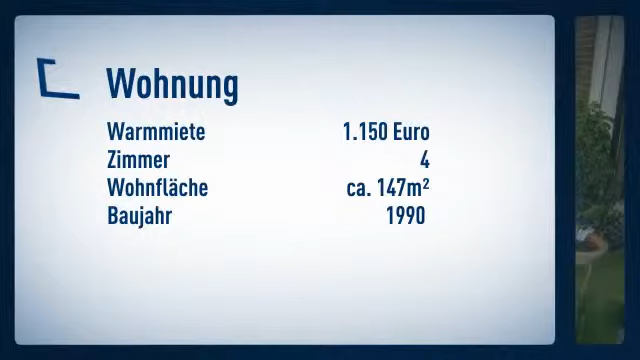 Wohnung
Warmmiete 1.150 Euro
Zimmer 4
Wohnfläche ca. 147m²
Baujahr 1990